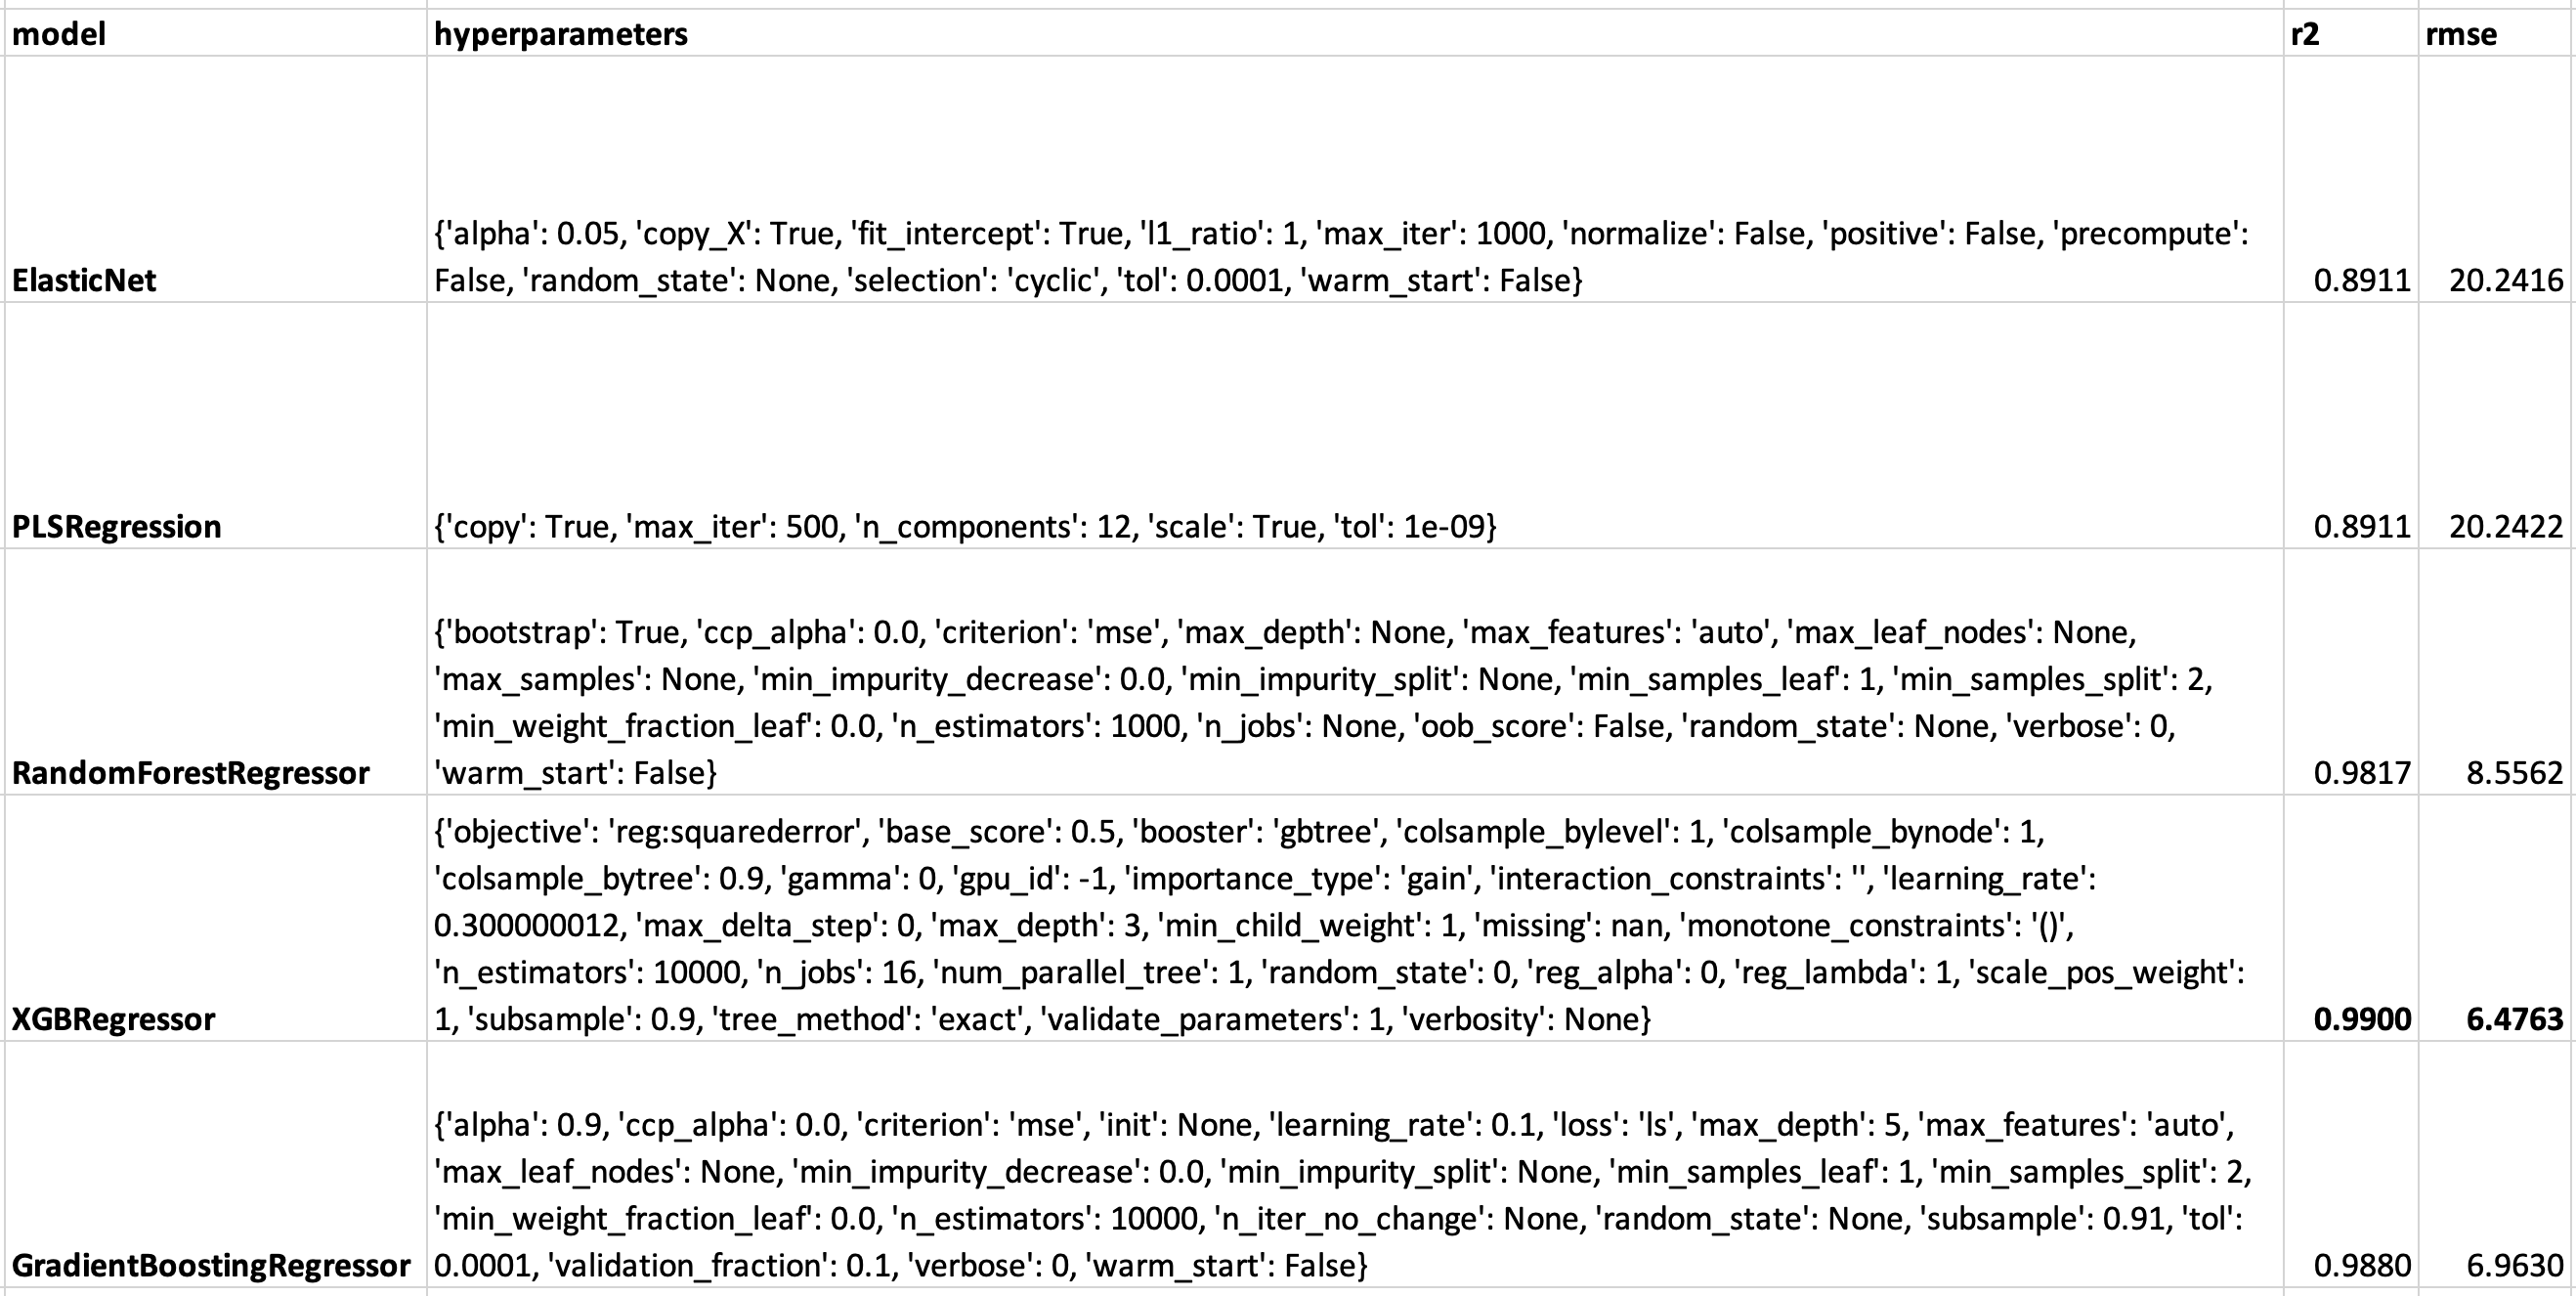 model hyperparameters r2 rmse
{'alpha': 0.05, 'copy_X': True, 'fit_intercept': True, 'l1_ratio': 1, 'max_iter': 1000, 'normalize': False, 'positive': False, 'precompute':
ElasticNet False, 'random_state': None, 'selection': 'cyclic', 'tol': 0.0001, 'warm_start': False} 0.8911 20.2416
PLSRegression {'copy': True, 'max_iter': 500, 'n_components': 12, 'scale': True, 'tol': 1e-09} 0.8911 20.2422
{'bootstrap': True, 'ccp_alpha': 0.0, 'criterion': 'mse', 'max_depth': None, 'max_features': 'auto', 'max_leaf_nodes': None,
'max_samples': None, 'min_impurity_decrease': 0.0, 'min_impurity_split': None, 'min_samples_leaf': 1, 'min_samples_split': 2,
'min_weight_fraction_leaf': 0.0, 'n_estimators': 1000, 'n_jobs': None, 'oob_score': False, 'random_state': None, 'verbose': 0,
RandomForestRegressor 'warm_start': False} 0.9817 8.5562
{'objective': 'reg:squarederror', 'base_score': 0.5, 'booster': 'gbtree', 'colsample_bylevel': 1, 'colsample_bynode': 1,
'colsample_bytree': 0.9, 'gamma': 0, 'gpu_id': -1, 'importance_type': 'gain', 'interaction_constraints': '', 'learning_rate':
0.300000012, 'max_delta_step': 0, 'max_depth': 3, 'min_child_weight': 1, 'missing': nan, 'monotone_constraints': '()',
'n_estimators': 10000, 'n_jobs': 16, 'num_parallel_tree': 1, 'random_state': 0, 'reg_alpha': 0, 'reg_lambda': 1, 'scale_pos_weight':
XGBRegressor 1, 'subsample': 0.9, 'tree_method': 'exact', 'validate_parameters': 1, 'verbosity': None} 0.9900 6.4763
{'alpha': 0.9, 'ccp_alpha': 0.0, 'criterion': 'mse', 'init': None, 'learning_rate': 0.1, 'loss': 'ls', 'max_depth': 5, 'max_features': 'auto',
'max_leaf_nodes': None, 'min_impurity_decrease': 0.0, 'min_impurity_split': None, 'min_samples_leaf': 1, 'min_samples_split': 2,
'min_weight_fraction_leaf': 0.0, 'n_estimators': 10000, 'n_iter_no_change': None, 'random_state': None, 'subsample': 0.91, 'tol':
GradientBoostingRegressor 0.0001, 'validation_fraction': 0.1, 'verbose': 0, 'warm_start': False} 0.9880 6.9630